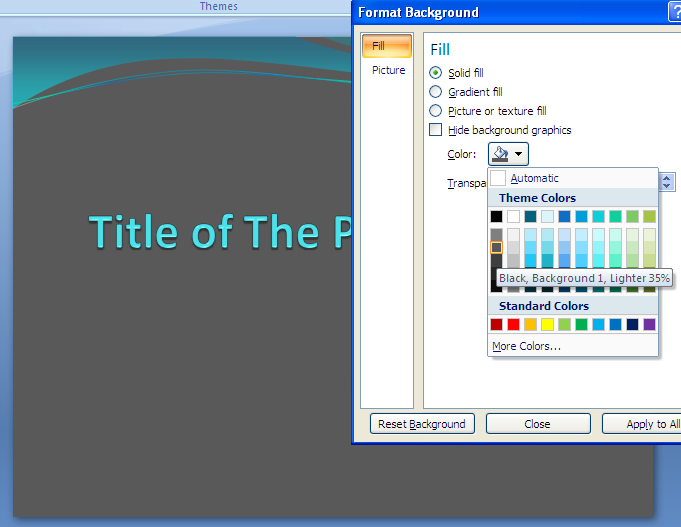 Themes
Format Background
?
Fill
Picture
Fill
Solid fill
Gradient fill
Picture or texture fill
Hide background graphics
Color:
Automatic
Theme Colors
Black, Background 1, Lighter 35%
Standard Colors
More Colors...
Title of The
Reset Background
Close
Apply to All